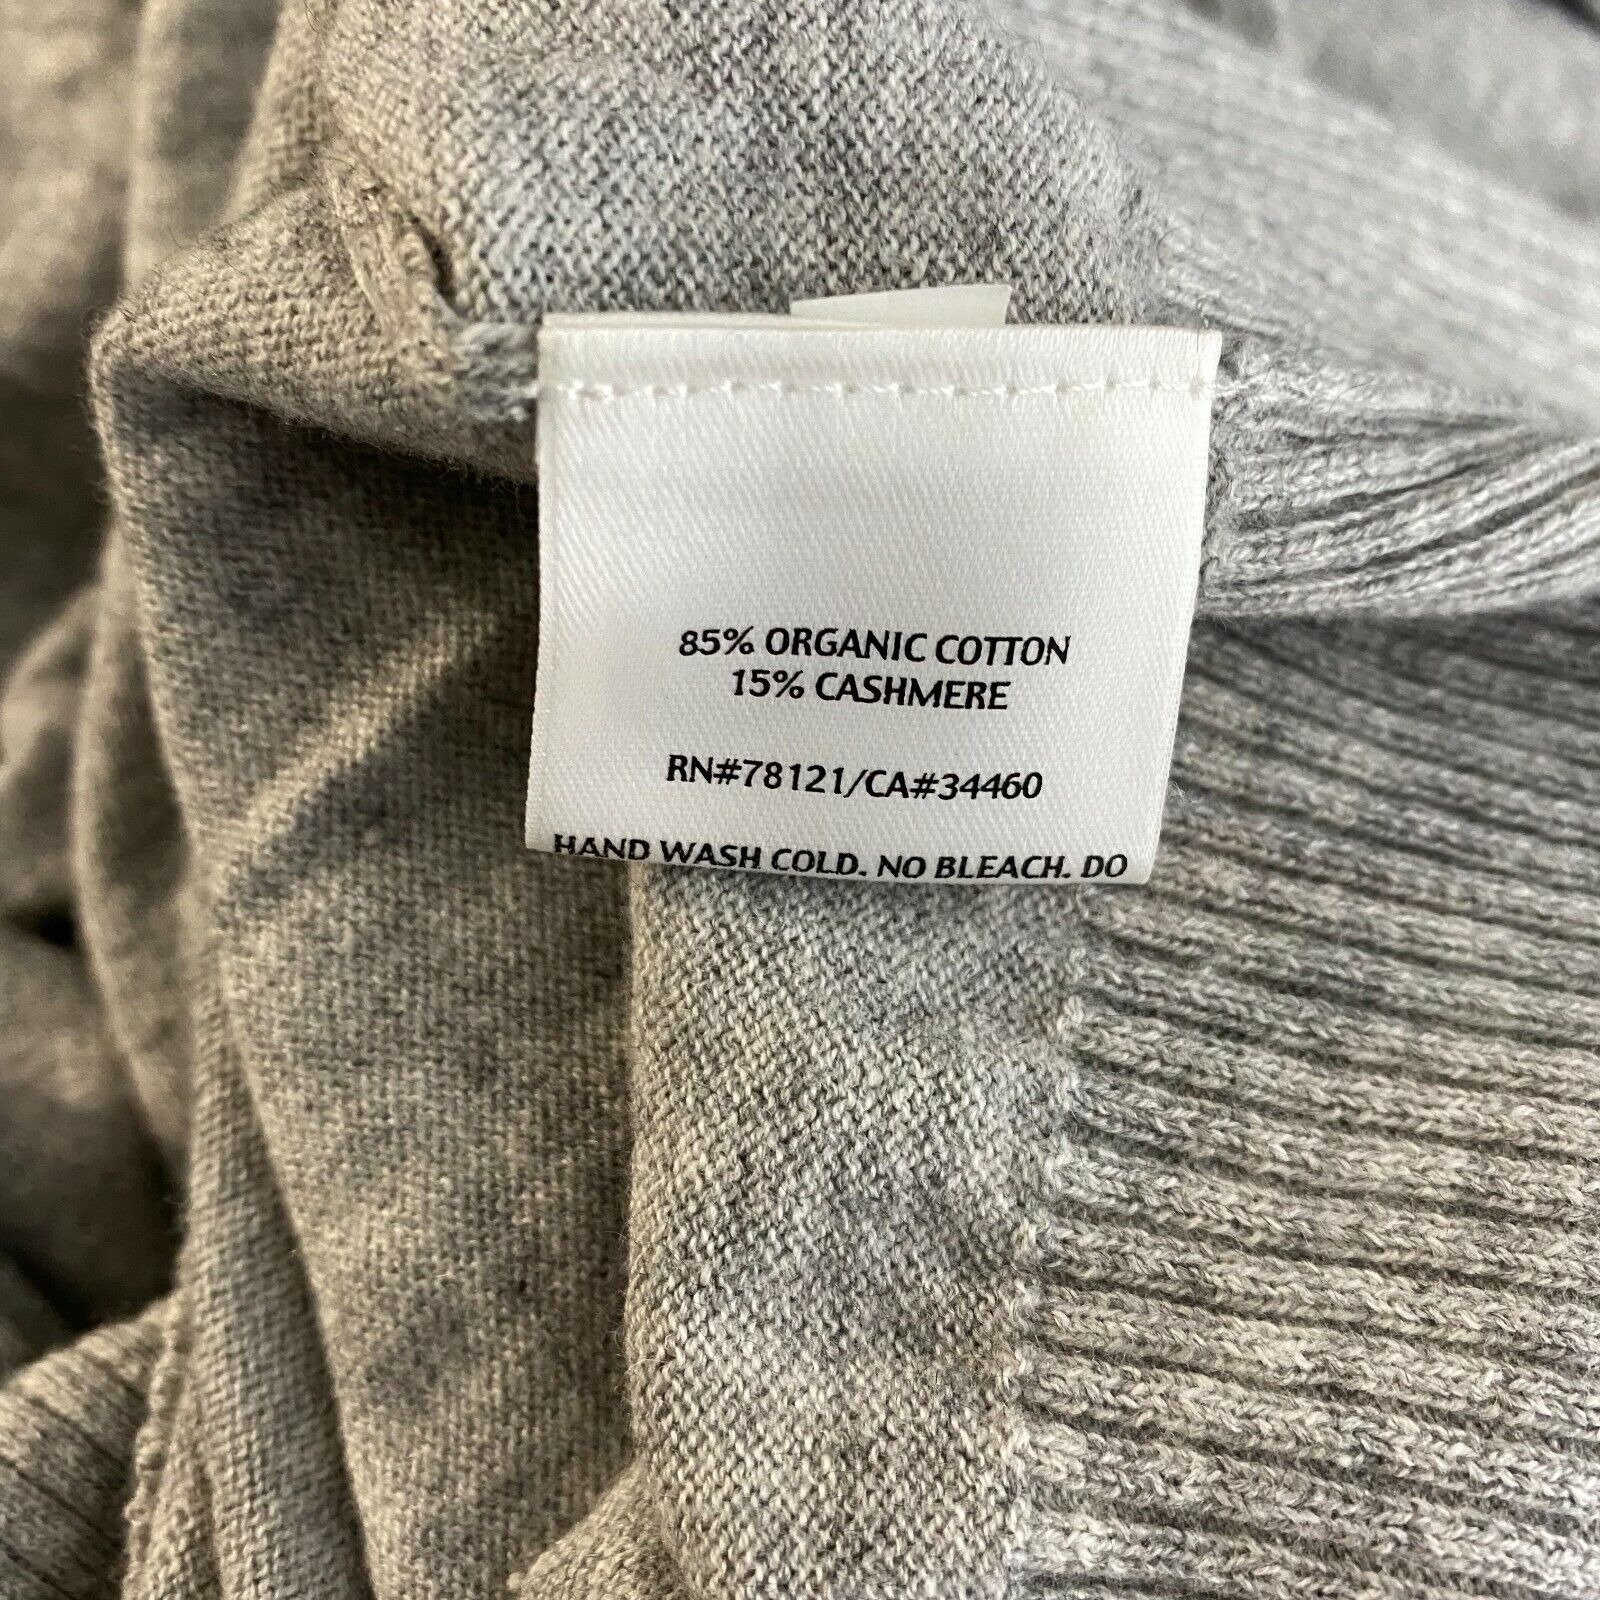 85% ORGANIC COTTON
15% CASHMERE
RN#78121/CA#34460
HAND WASH COLD. NO BLEACH. DO